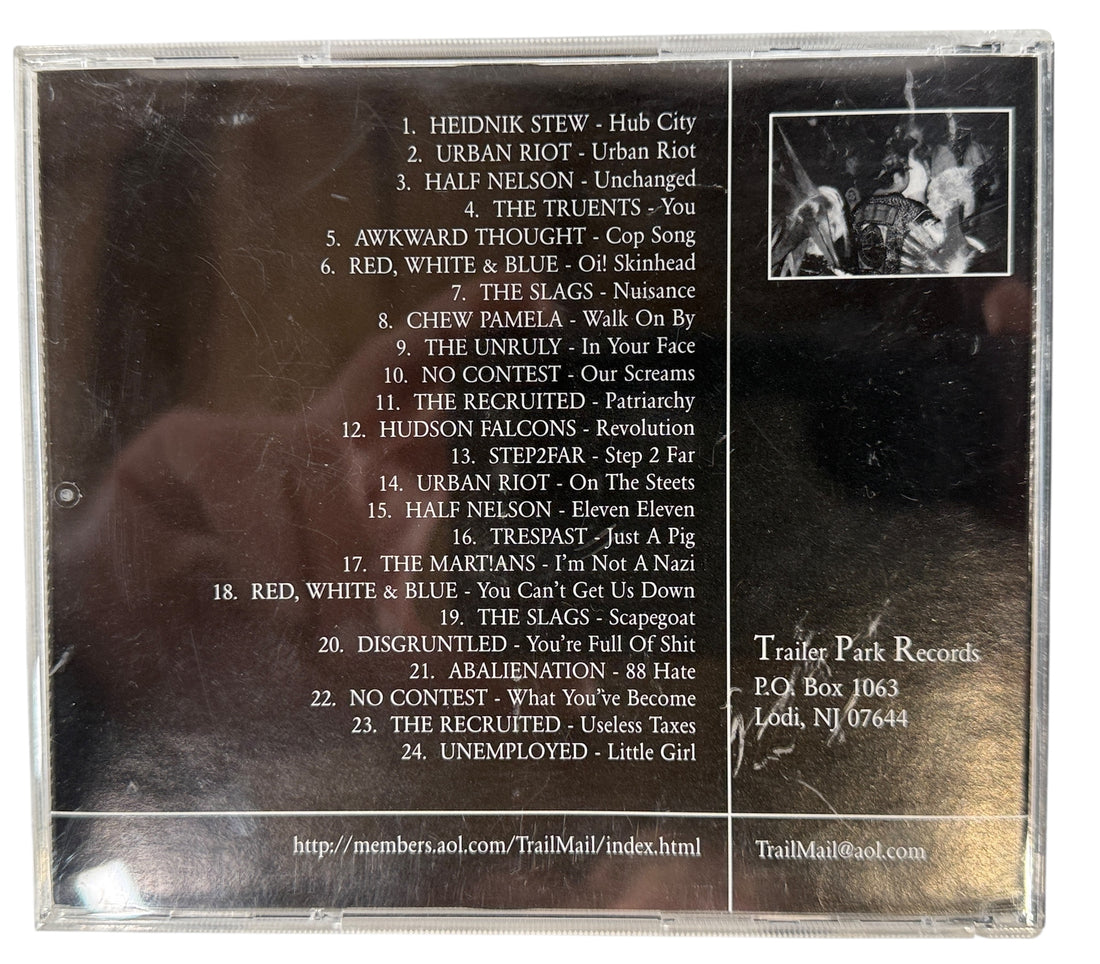 1. HEIDNIK STEW - Hub City
2. URBAN RIOT - Urban Riot
3. HALF NELSON - Unchanged
4. THE TRUENTS - You
5. AWKWARD THOUGHT - Cop Song
6. RED, WHITE & BLUE - Oi! Skinhead
7. THE SLAGS - Nuisance
8. CHEW PAMELA - Walk On By
9. THE UNRULY - In Your Face
10. NO CONTEST - Our Screams
11. THE RECRUITED - Patriarchy
12. HUDSON FALCONS - Revolution
13. STEP2FAR - Step 2 Far
14. URBAN RIOT - On The Steets
15. HALF NELSON - Eleven Eleven
16. TRESPAST - Just A Pig
17. THE MART!ANS - I'm Not A Nazi
18. RED, WHITE & BLUE - You Can't Get Us Down
19. THE SLAGS - Scapegoat
20. DISGRUNTLED - You're Full Of Shit
21. ABALIENATION - 88 Hate
22. NO CONTEST - What You've Become
23. THE RECRUITED - Useless Taxes
24. UNEMPLOYED - Little Girl
Trailer Park Records
P.O. Box 1063
Lodi, NJ 07644
http://members.aol.com/TrailMail/index.html
TrailMail@aol.com